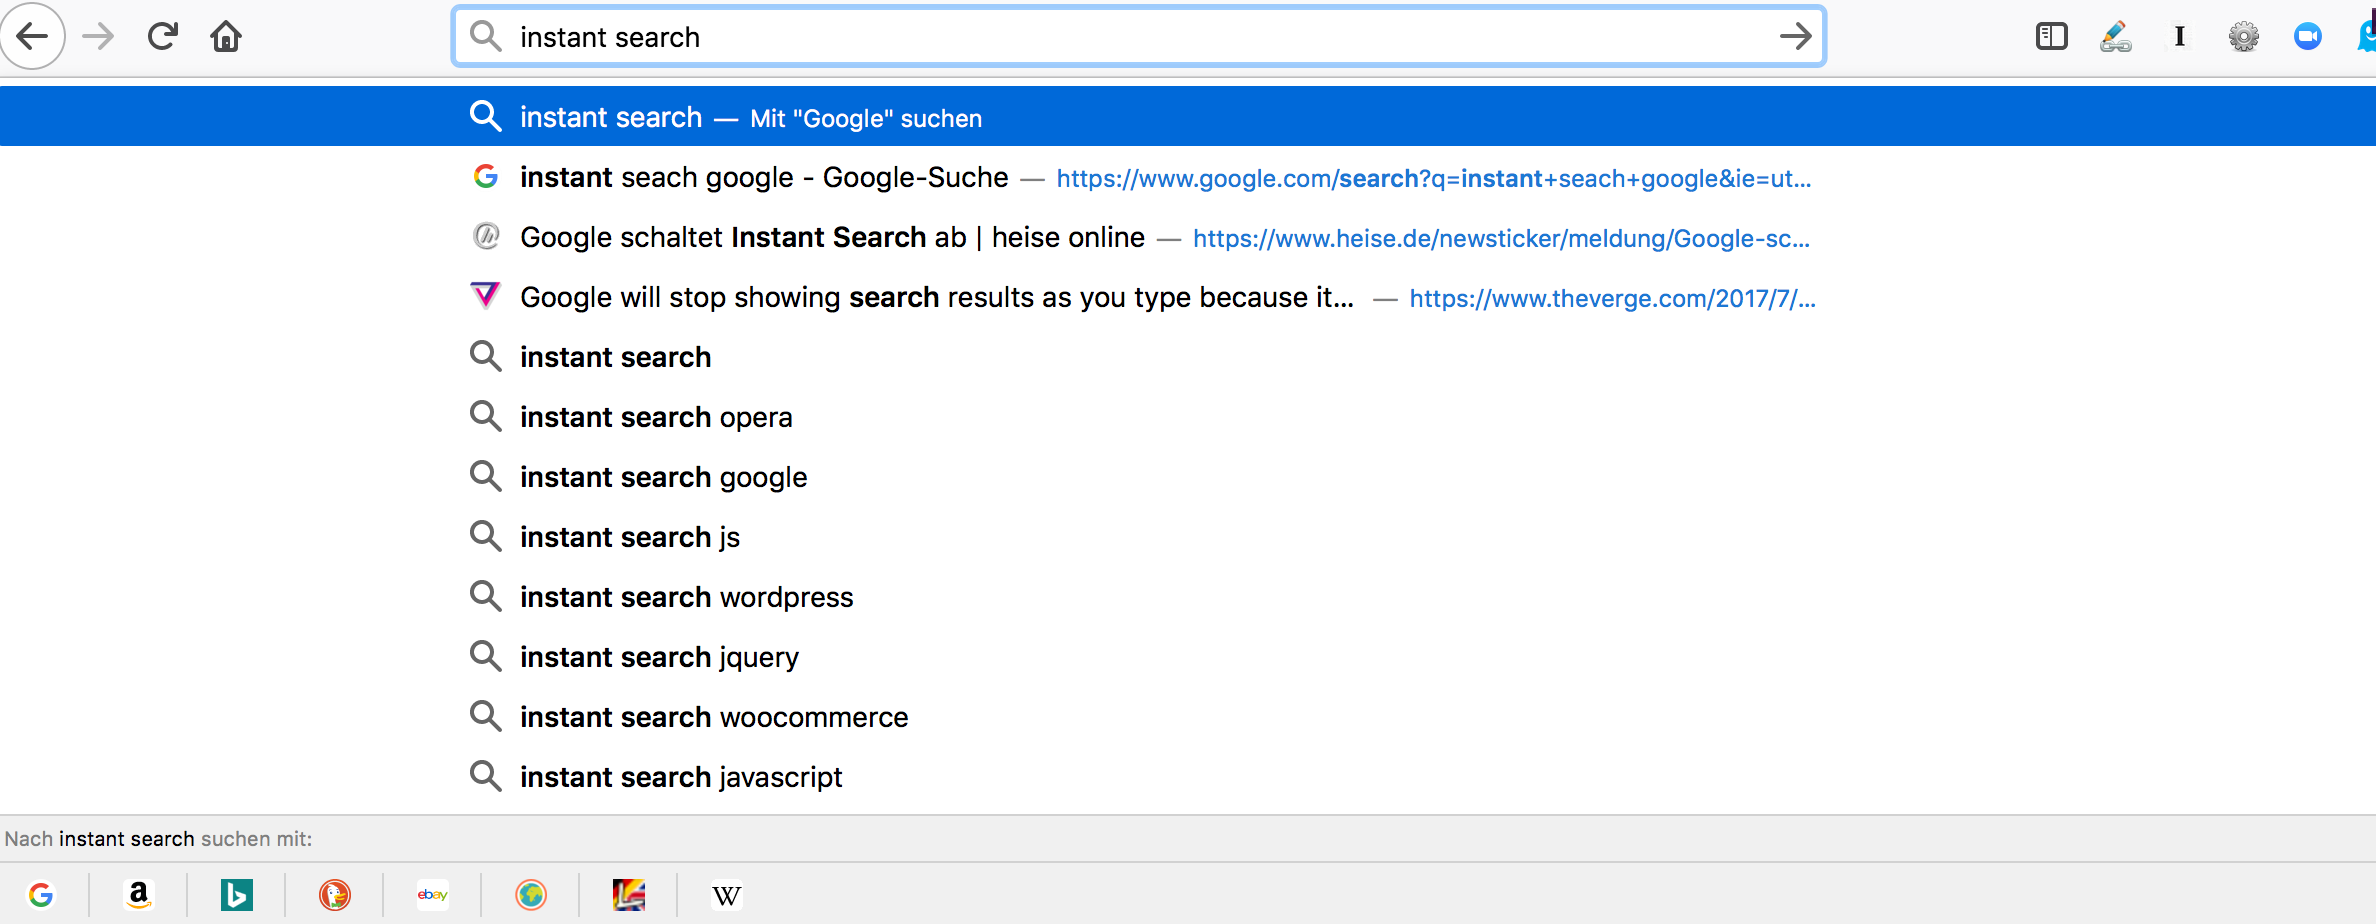 instant search
instant search — Mit "Google" suchen
instant seach google - Google-Suche — https://www.google.com/search?q=instant+seach+google&ie=ut...
Google schaltet Instant Search ab | heise online — https://www.heise.de/newsticker/meldung/Google-sc...
Google will stop showing search results as you type because it... — https://www.theverge.com/2017/7/...
instant search
instant search opera
instant search google
instant search js
instant search wordpress
instant search jquery
instant search woocommerce
instant search javascript
Nach instant search suchen mit:
G a b ebay W